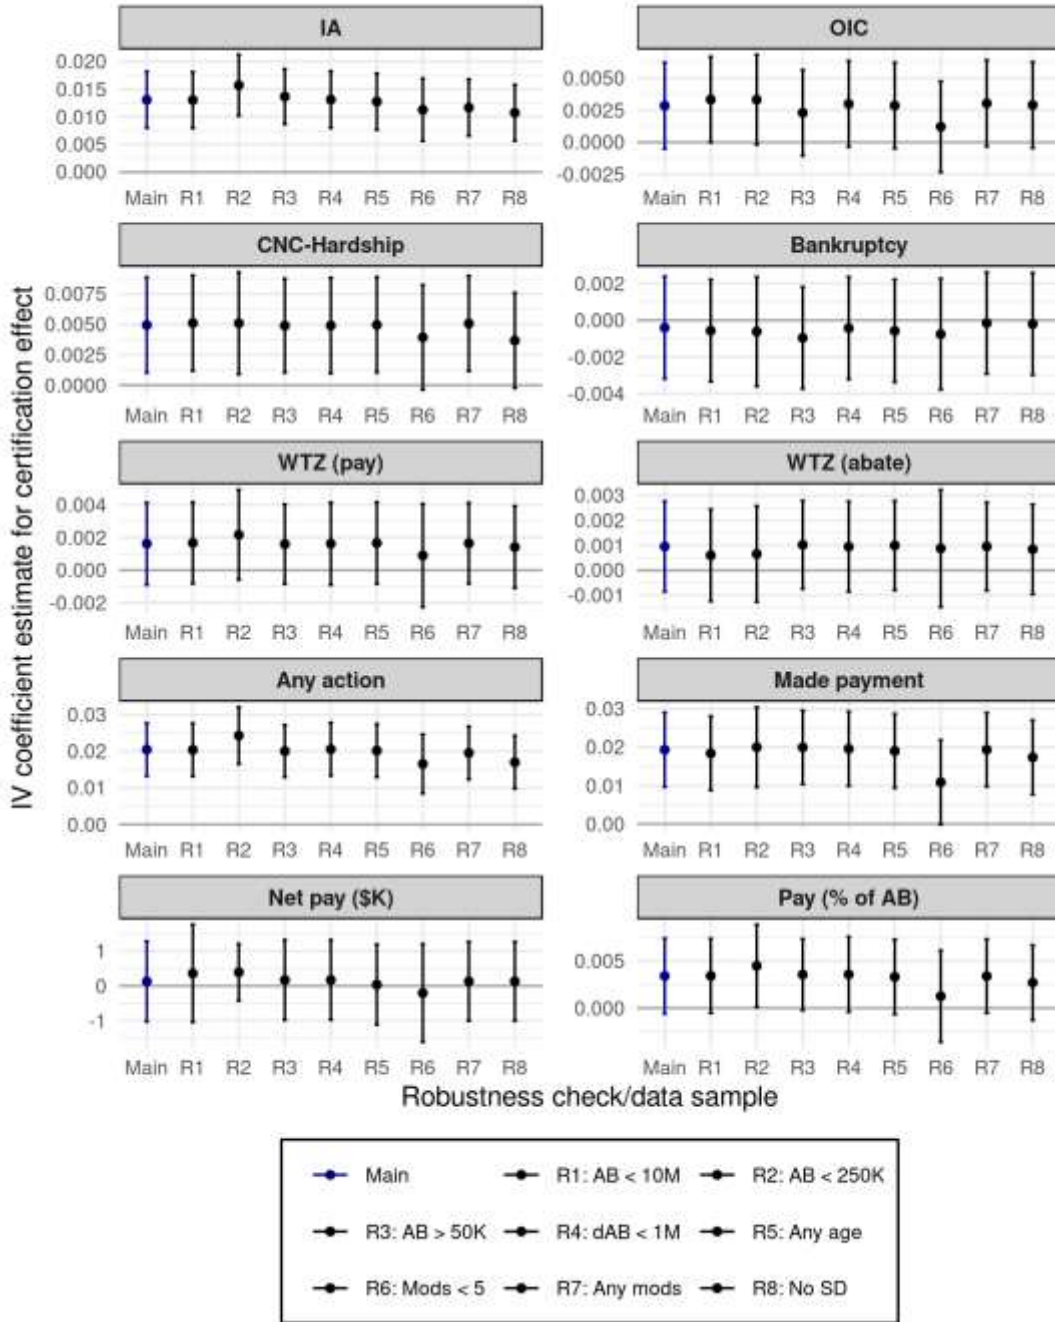 IA
0.020
0.015
0.010
0.005
0.000
Main R1 R2 R3 R4 R5 R6 R7 R8
OIC
0.0050
0.0025
0.0000
-0.0025
Main R1 R2 R3 R4 R5 R6 R7 R8
CNC-Hardship
0.0075
0.0050
0.0025
0.0000
Main R1 R2 R3 R4 R5 R6 R7 R8
Bankruptcy
0.002
0.000
-0.002
-0.004
Main R1 R2 R3 R4 R5 R6 R7 R8
WTZ (pay)
0.004
0.002
0.000
-0.002
Main R1 R2 R3 R4 R5 R6 R7 R8
WTZ (abate)
0.003
0.002
0.001
0.000
-0.001
Main R1 R2 R3 R4 R5 R6 R7 R8
Any action
0.03
0.02
0.01
0.00
Main R1 R2 R3 R4 R5 R6 R7 R8
Made payment
0.03
0.02
0.01
0.00
Main R1 R2 R3 R4 R5 R6 R7 R8
Net pay ($K)
1
0
-1
Main R1 R2 R3 R4 R5 R6 R7 R8
Pay (% of AB)
0.005
0.000
Main R1 R2 R3 R4 R5 R6 R7 R8
IV coefficient estimate for certification effect
Robustness check/data sample
Main R1: AB < 10M R2: AB < 250K
R3: AB > 50K R4: dAB < 1M R5: Any age
R6: Mods < 5 R7: Any mods R8: No SD